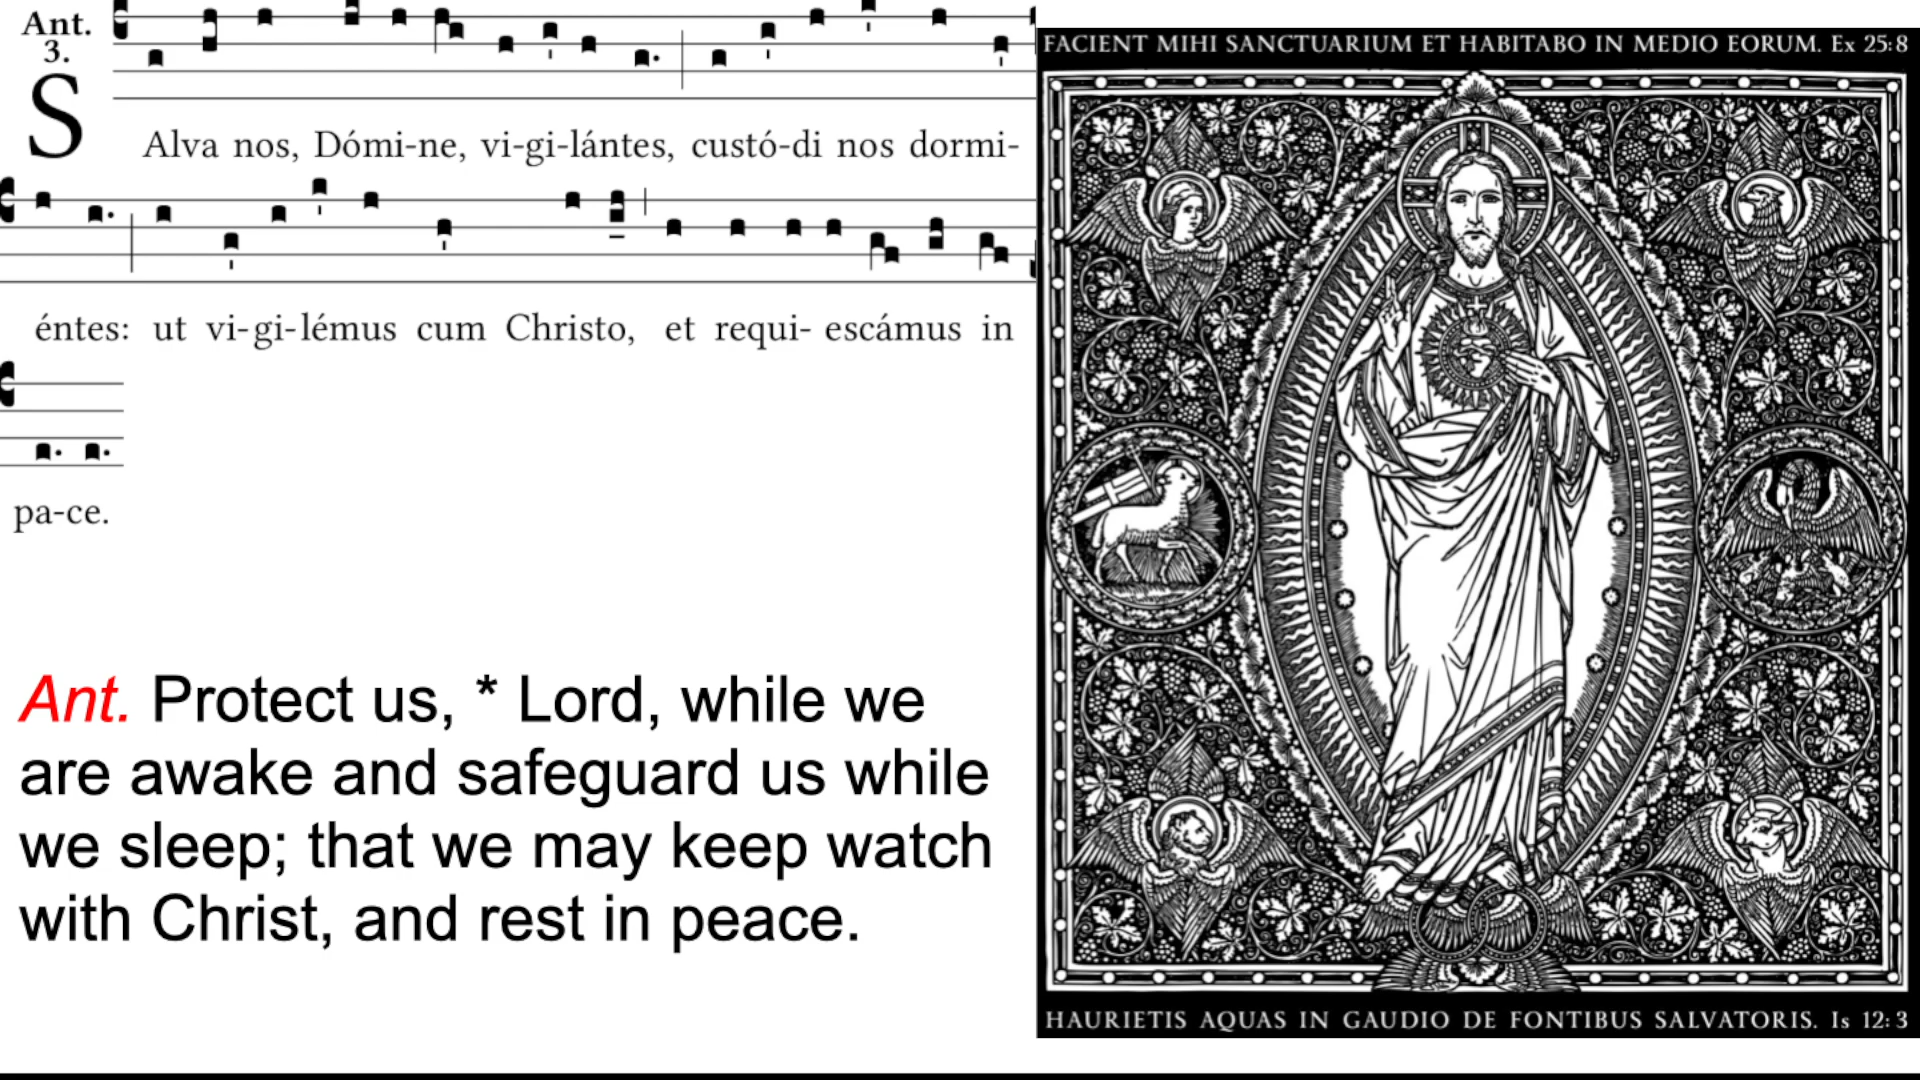 Ant.
3.
SAlva nos, Dómi-ne, vi-gi-lántes, custó-di nos dormi-
éntes: ut vi-gi-lémus cum Christo, et requi- escámus in
pa-ce.
Ant. Protect us, * Lord, while we
are awake and safeguard us while
we sleep; that we may keep watch
with Christ, and rest in peace.
FACIENT MIHI SANCTUARIUM ET HABITABO IN MEDIO EORUM. Ex 25:8
HAURIETIS AQUAS IN GAUDIO DE FONTIBUS SALVATORIS. Is 12:3